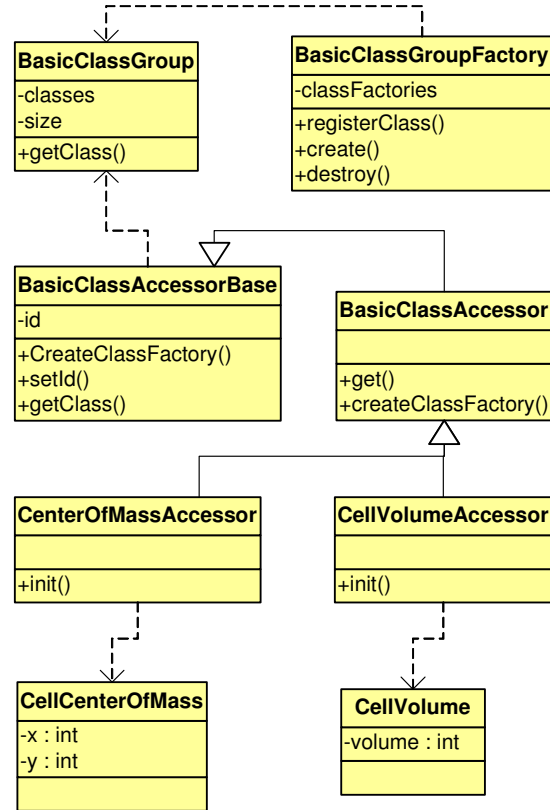 BasicClassGroup
-classes
-size
+getClass()
BasicClassGroupFactory
-classFactories
+registerClass()
+create()
+destroy()
BasicClassAccessorBase
-id
+CreateClassFactory()
+setId()
+getClass()
BasicClassAccessor
+get()
+createClassFactory()
CenterOfMassAccessor
+init()
CellVolumeAccessor
+init()
CellCenterOfMass
-x : int
-y : int
CellVolume
-volume : int